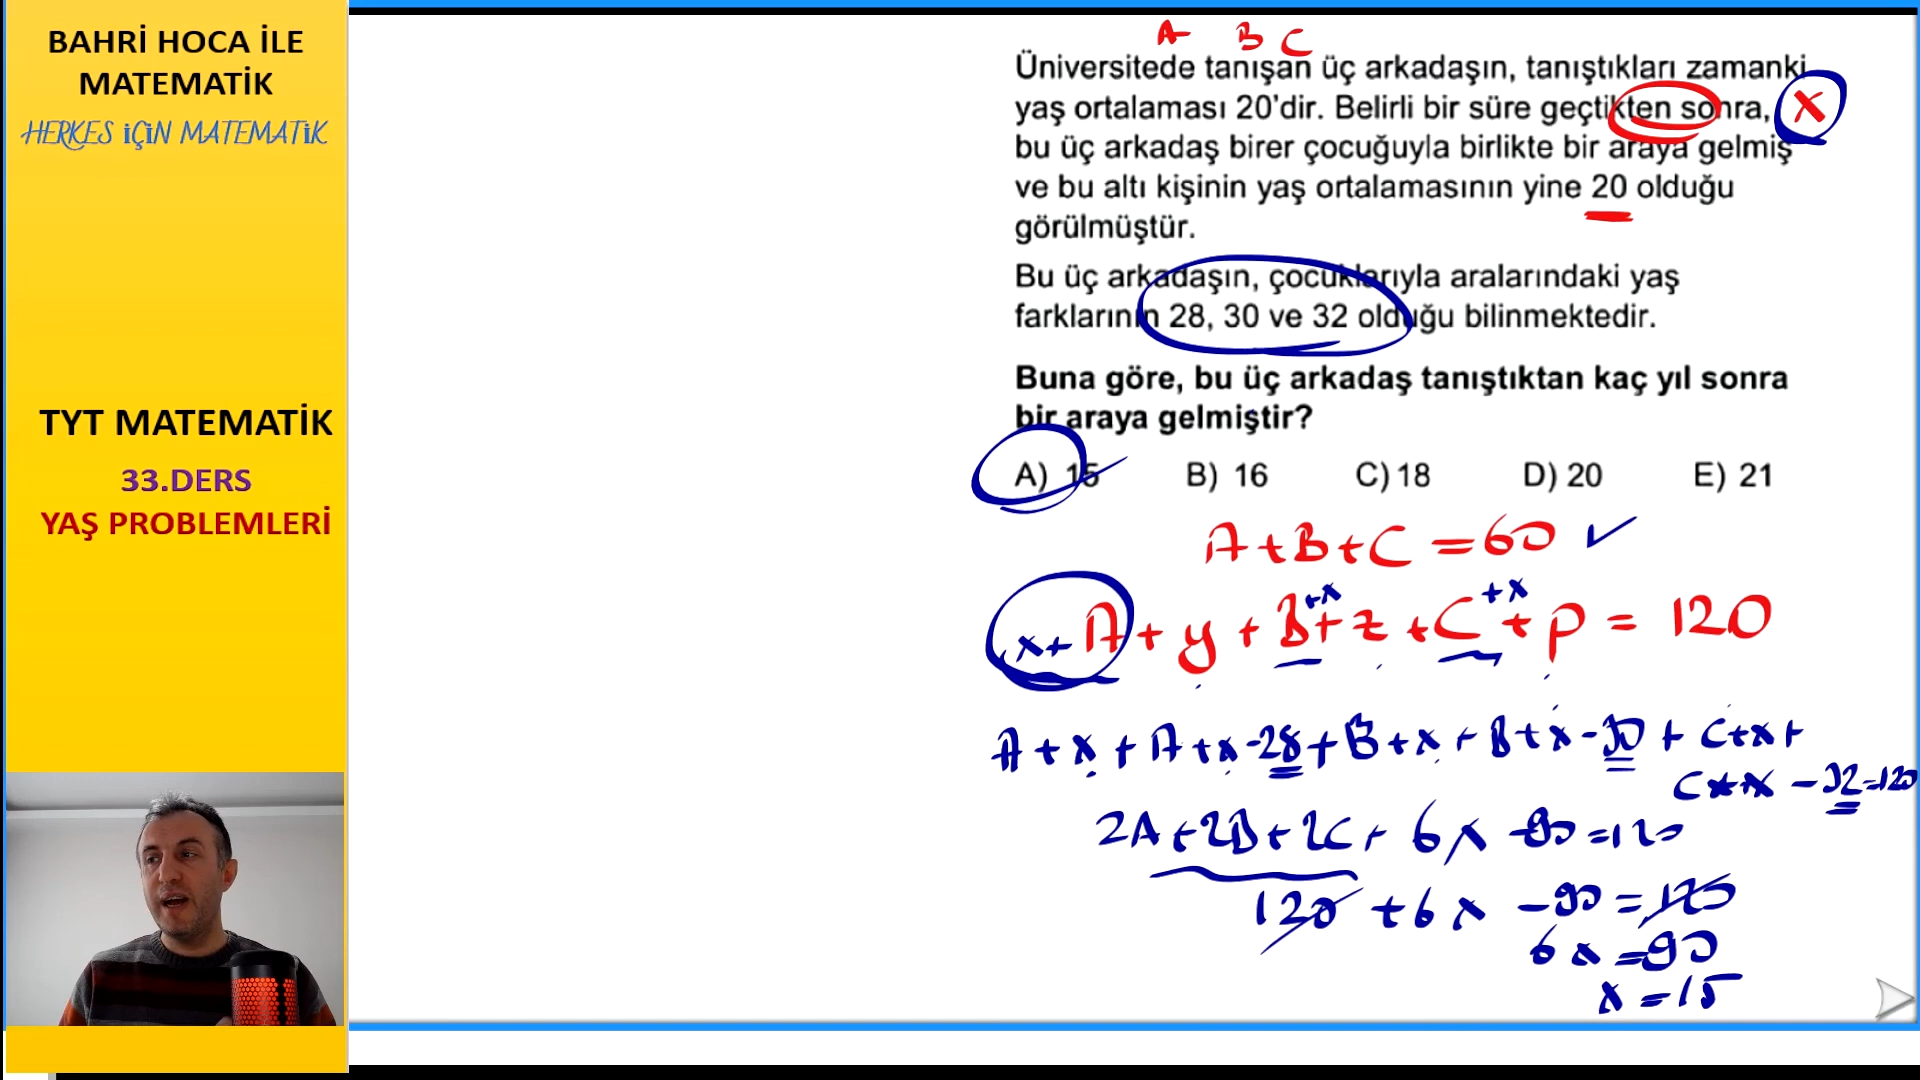 BAHRİ HOCA İLE
MATEMATİK
HERKES İÇİN MATEMATİK
TYT MATEMATİK
33.DERS
YAŞ PROBLEMLERİ
A B C
Üniversitede tanışan üç arkadaşın, tanıştıkları zamanki
yaş ortalaması 20'dir. Belirli bir süre geçtikten sonra, x
bu üç arkadaş birer çocuğuyla birlikte bir araya gelmiş
ve bu altı kişinin yaş ortalamasının yine 20 olduğu
görülmüştür.
Bu üç arkadaşın, çocuklarıyla aralarındaki yaş
farklarının 28, 30 ve 32 olduğu bilinmektedir.
Buna göre, bu üç arkadaş tanıştıktan kaç yıl sonra
bir araya gelmiştir?
A) 15 B) 16 C) 18 D) 20 E) 21
A+B+C=60
+x +x
x+A+y+B+z+C+p=120
A+x+A+x-28+B+x+B+x-30+C+x+
C+x-32=120
2A+2B+2C+6x-90=120
120+6x-90=120
6x=90
x=15